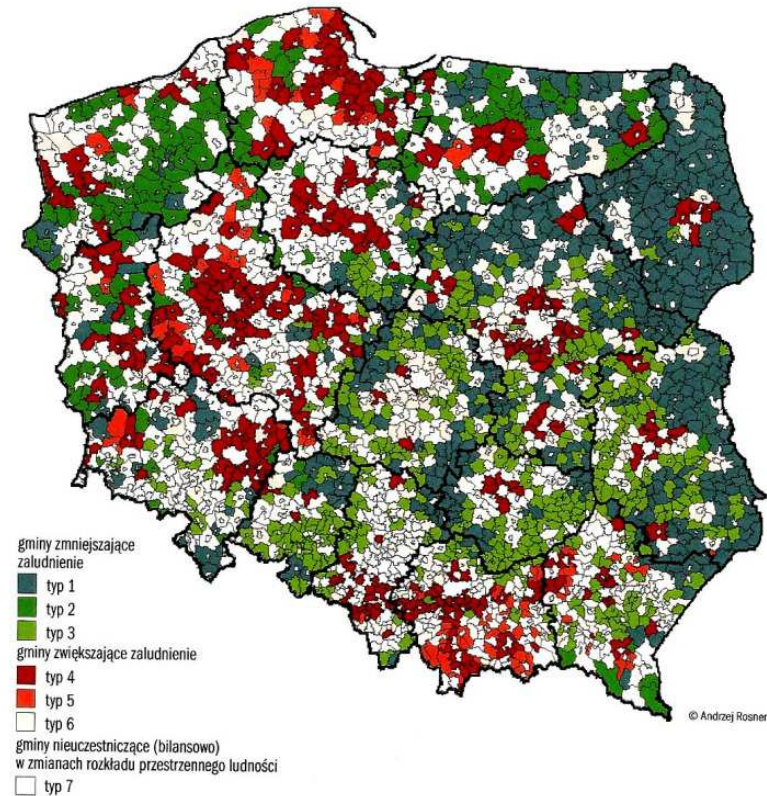 gminy zmniejszające
zaludnienie
typ 1
typ 2
typ 3
gminy zwiększające zaludnienie
typ 4
typ 5
typ 6
gminy nieuczestniczące (bilansowo)
w zmianach rozkładu przestrzennego ludności
typ 7
© Andrzej Rosner